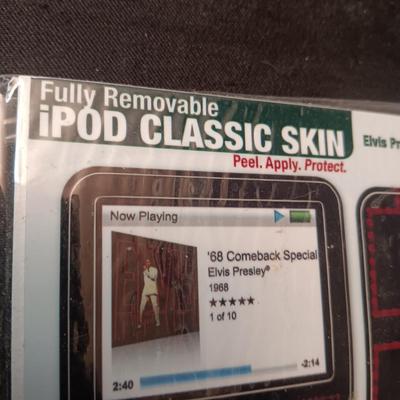 Fully Removable
iPOD CLASSIC SKIN
Peel. Apply. Protect.
Elvis
Now Playing
'68 Comeback Special
Elvis Presley®
1968
★★★★★
1 of 10
2:40
-2:14